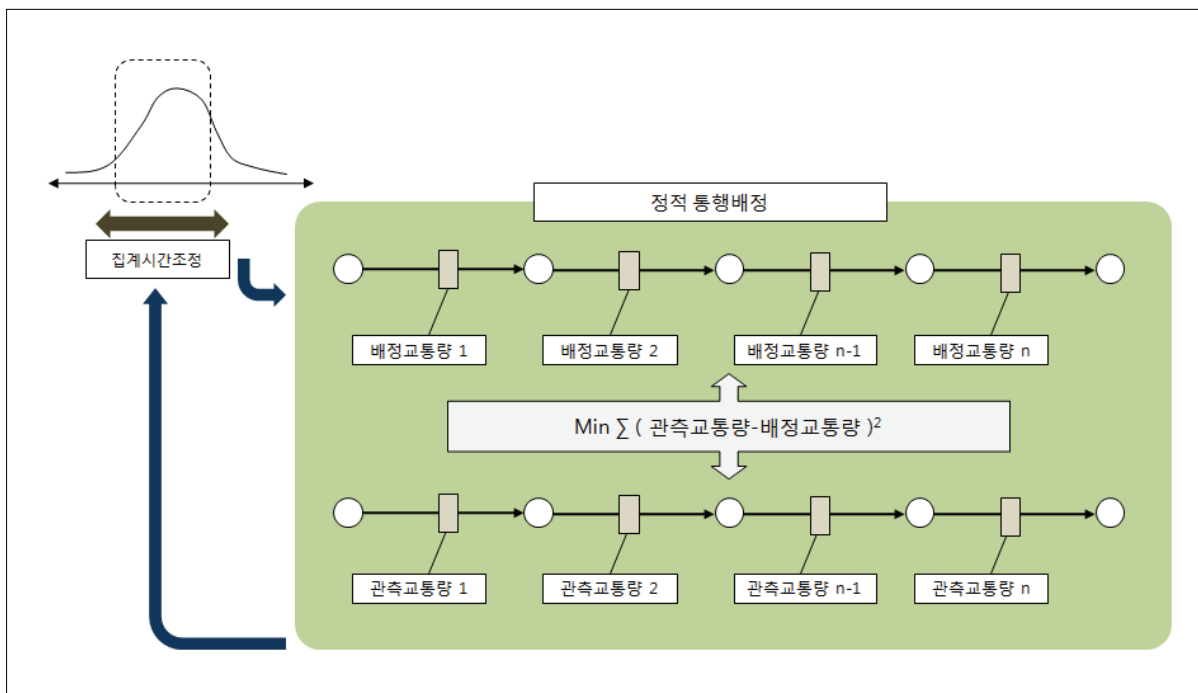 정적 통행배정
집계시간조정
배정교통량 1
배정교통량 2
배정교통량 n-1
배정교통량 n
Min ∑ ( 관측교통량-배정교통량 )²
관측교통량 1
관측교통량 2
관측교통량 n-1
관측교통량 n